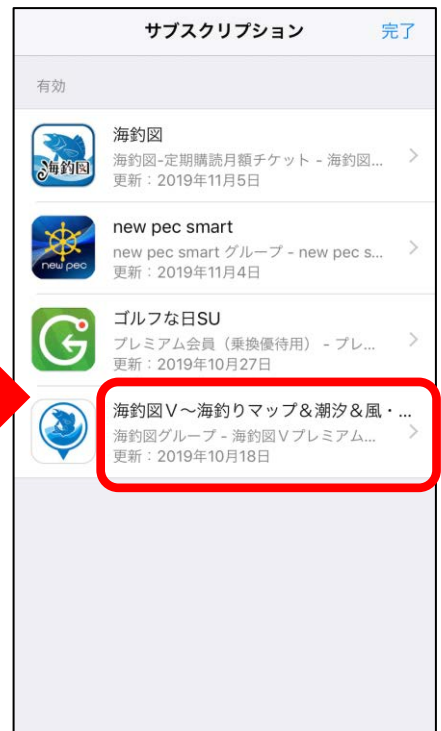 サブスクリプション 完了
有効
海釣図
海釣図
海釣図-定期購読月額チケット - 海釣図...
更新：2019年11月5日
new pec
new pec smart
new pec smart グループ - new pec s...
更新：2019年11月4日
ゴルフな日SU
プレミアム会員（乗換優待用） - プレ...
更新：2019年10月27日
海釣図Ｖ～海釣りマップ＆潮汐＆風・...
海釣図グループ - 海釣図Ｖプレミアム...
更新：2019年10月18日